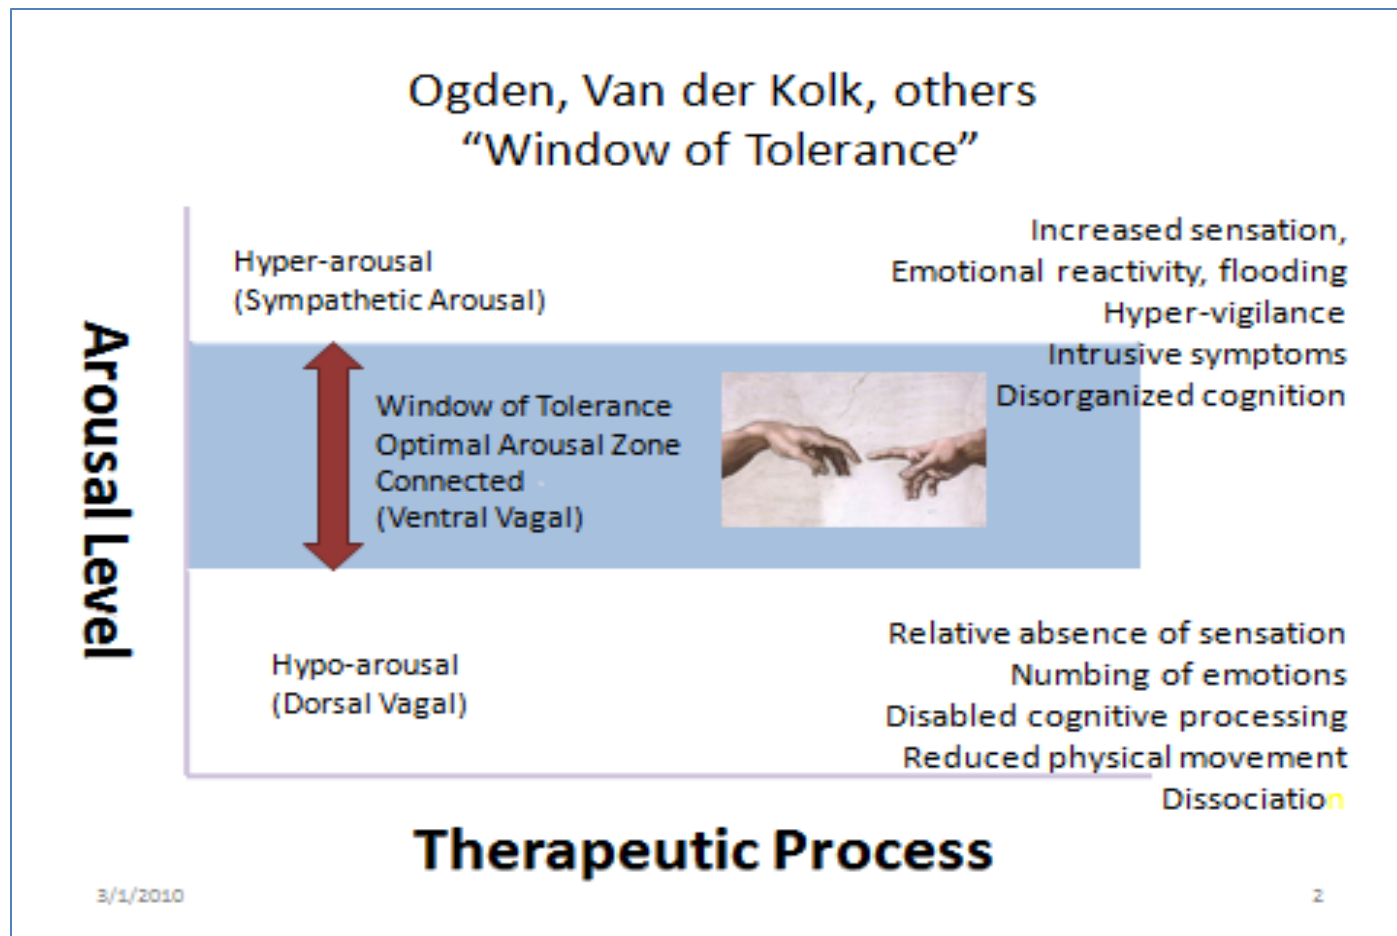 Ogden, Van der Kolk, others
“Window of Tolerance”
Hyper-arousal
(Sympathetic Arousal)
Increased sensation,
Emotional reactivity, flooding
Hyper-vigilance
Intrusive symptoms
Disorganized cognition
Arousal Level
Window of Tolerance
Optimal Arousal Zone
Connected
(Ventral Vagal)
Hypo-arousal
(Dorsal Vagal)
Relative absence of sensation
Numbing of emotions
Disabled cognitive processing
Reduced physical movement
Dissociation
Therapeutic Process
3/1/2010
2